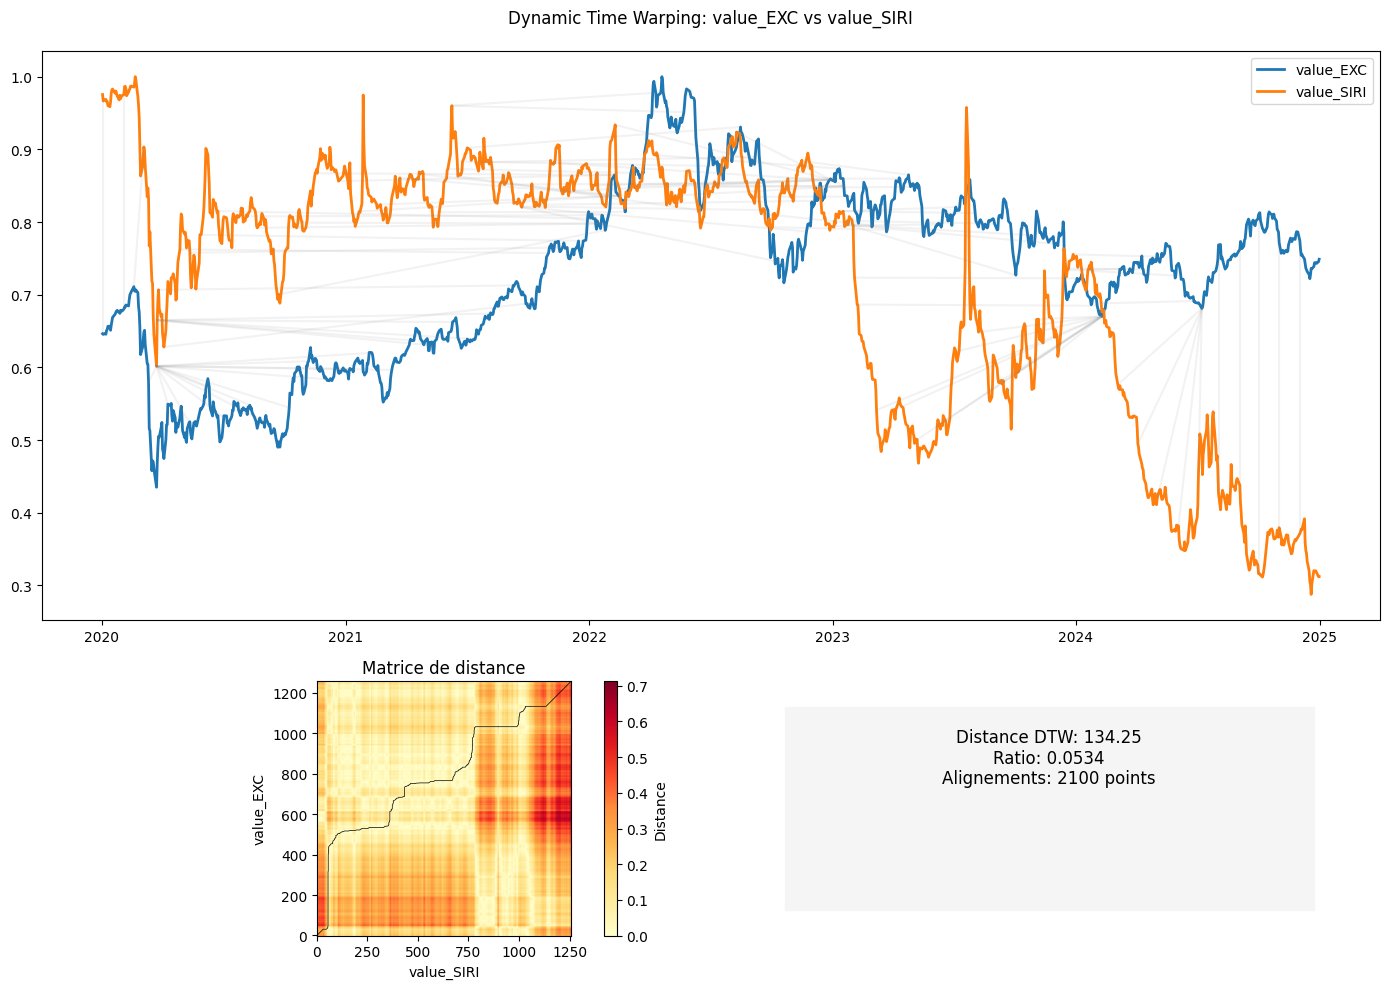 Dynamic Time Warping: value_EXC vs value_SIRI
value_EXC
value_SIRI
1.0
0.9
0.8
0.7
0.6
0.5
0.4
0.3
2020 2021 2022 2023 2024 2025
Matrice de distance
1200
1000
800
600
400
200
0
value_EXC
0 250 500 750 1000 1250
value_SIRI
0.7
0.6
0.5
0.4
0.3
0.2
0.1
0.0
Distance
Distance DTW: 134.25
Ratio: 0.0534
Alignements: 2100 points